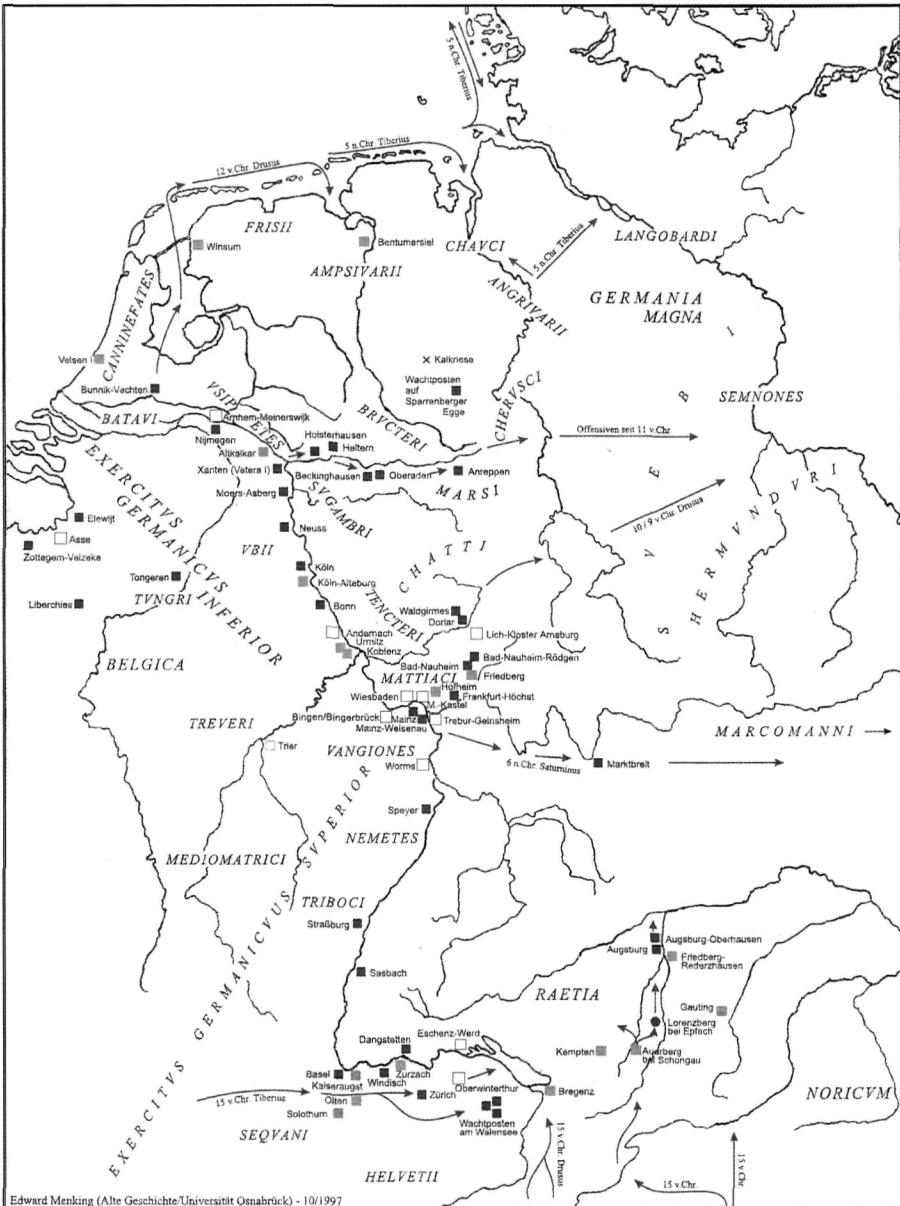 5 n.Chr. Tiberius
5 n.Chr. Tiberius
12 v.Chr. Drusus
FRISII
Winsum
Bentumersiel
CHAVCI
LANGOBARDI
5 n.Chr. Tiberius
AMPSIVARII
ANGRIVARII
GERMANIA
MAGNA
CANNINEFATES
Velsen I
Kalkriese
Bunnik-Vechten
Wachtposten
auf
Sparrenberger
Egge
CHERVSCI
SEMNONES
BATAVI
VSIPETES
Arnhem-Meinerswijk
BRVCTERI
Nijmegen
Holsterhausen
Haltern
Offensiven seit 11 v.Chr
Altkalkar
Xanten (Vetera I)
Beckinghausen
Oberaden
Anreppen
MARSI
EXERCITVS
GERMANICVS
INFERIOR
Moers-Asberg
SVGAMBRI
SVEBI
HERMVNDVRI
10 / 9 v.Chr. Drusus
Elewijt
Asse
Zottegem-Velzeke
Neuss
VBII
CHATTI
Köln
Köln-Alteburg
Tongeren
TVNGRI
Liberchies
Bonn
TENCTERI
Waldgirmes
Dorlar
Andernach
Urmitz
Koblenz
Lich-Kloster Arnsburg
BELGICA
Bad-Nauheim-Rödgen
Bad-Nauheim
Friedberg
MATTIACI
Hofheim
Wiesbaden
M.-Kastel
Frankfurt-Höchst
TREVERI
Bingen/Bingerbrück
Mainz
Mainz-Weisenau
Trebur-Geinsheim
MARCOMANNI
Trier
VANGIONES
6 n.Chr. Saturninus
Marktbreit
Worms
Speyer
NEMETES
MEDIOMATRICI
EXERCITVS GERMANICVUS SVPERIOR
TRIBOCI
Straßburg
Augsburg-Oberhausen
Augsburg
Friedberg-
Rederzhausen
Sasbach
RAETIA
Gauting
Lorenzberg
bei Epfach
Dangstetten
Eschenz-Werd
Kempten
Auerberg
bei Schongau
Basel
Kaiseraugst
Windisch
Zurzach
Oberwinterthur
Bregenz
NORICVM
15 v.Chr. Tiberius
Olten
Zürich
Solothurn
Wachtposten
am Walensee
SEQVANI
15 v.Chr. Drusus
HELVETII
15 v.Chr.
15 v.Chr.
Edward Menking (Alte Geschichte/Universität Osnabrück) - 10/1997